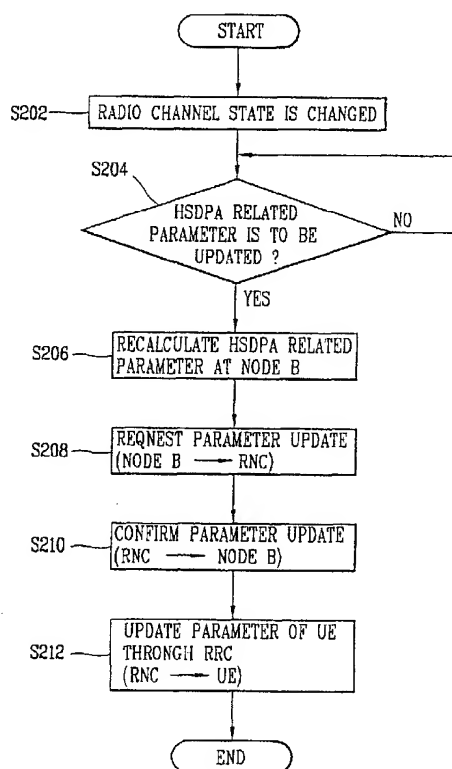 START
S202
RADIO CHANNEL STATE IS CHANGED
S204
HSDPA RELATED
PARAMETER IS TO BE
UPDATED ?
NO
YES
S206
RECALCULATE HSDPA RELATED
PARAMETER AT NODE B
S208
REQNEST PARAMETER UPDATE
(NODE B → RNC)
S210
CONFIRM PARAMETER UPDATE
(RNC → NODE B)
S212
UPDATE PARAMETER OF UE
THRONGH RRC
(RNC → UE)
END